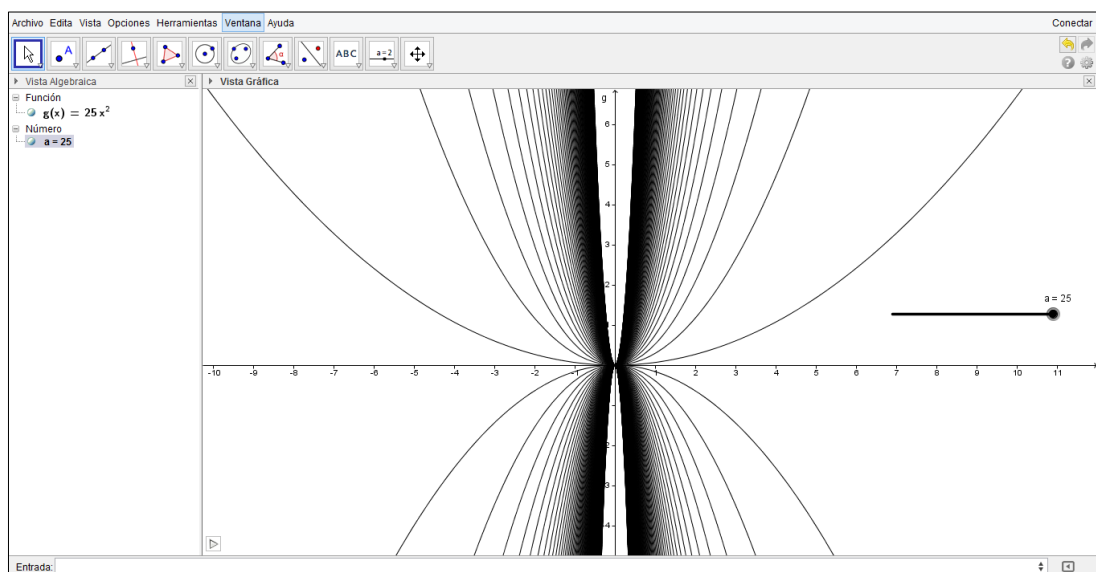 Archivo Edita Vista Opciones Herramientas Ventana Ayuda Conectar
A α ABC a=2
Vista Algebraica Vista Gráfica
Función
g(x) = 25 x²
Número
a = 25
g
6
5
4
3
2
a = 25
-10 -9 -8 -7 -6 -5 -4 -3 -2 -1 1 2 3 4 5 6 7 8 9 10 11
2
3
4
Entrada: